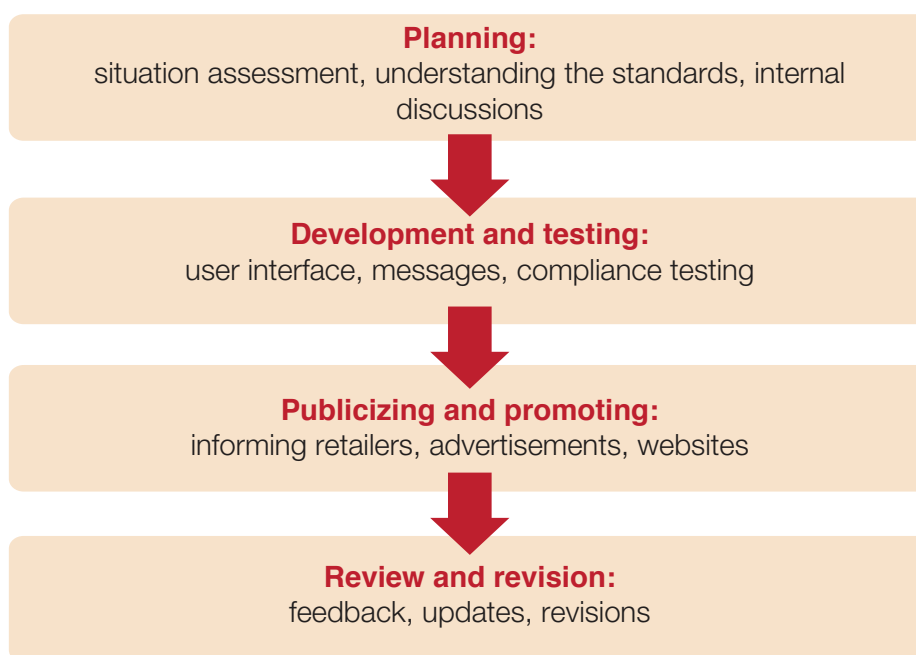 Planning:
situation assessment, understanding the standards, internal
discussions
Development and testing:
user interface, messages, compliance testing
Publicizing and promoting:
informing retailers, advertisements, websites
Review and revision:
feedback, updates, revisions